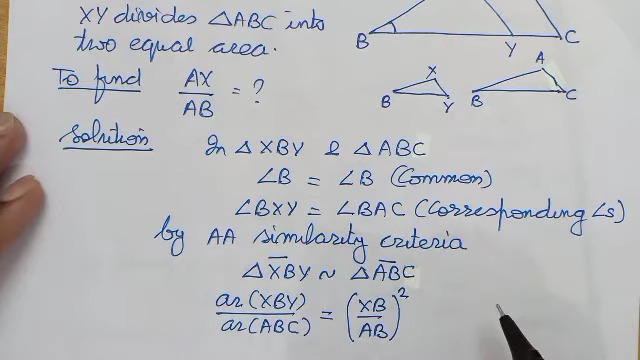 XY divides △ABC into
two equal area.
B Y C
To find AX/AB = ?
X
B Y
A
B C
Solution In △XBY & △ABC
∠B = ∠B (Common)
∠BXY = ∠BAC (Corresponding ∠s)
by AA similarity criteria
△XBY ~ △ABC
ar(XBY)/ar(ABC) = (XB/AB)²